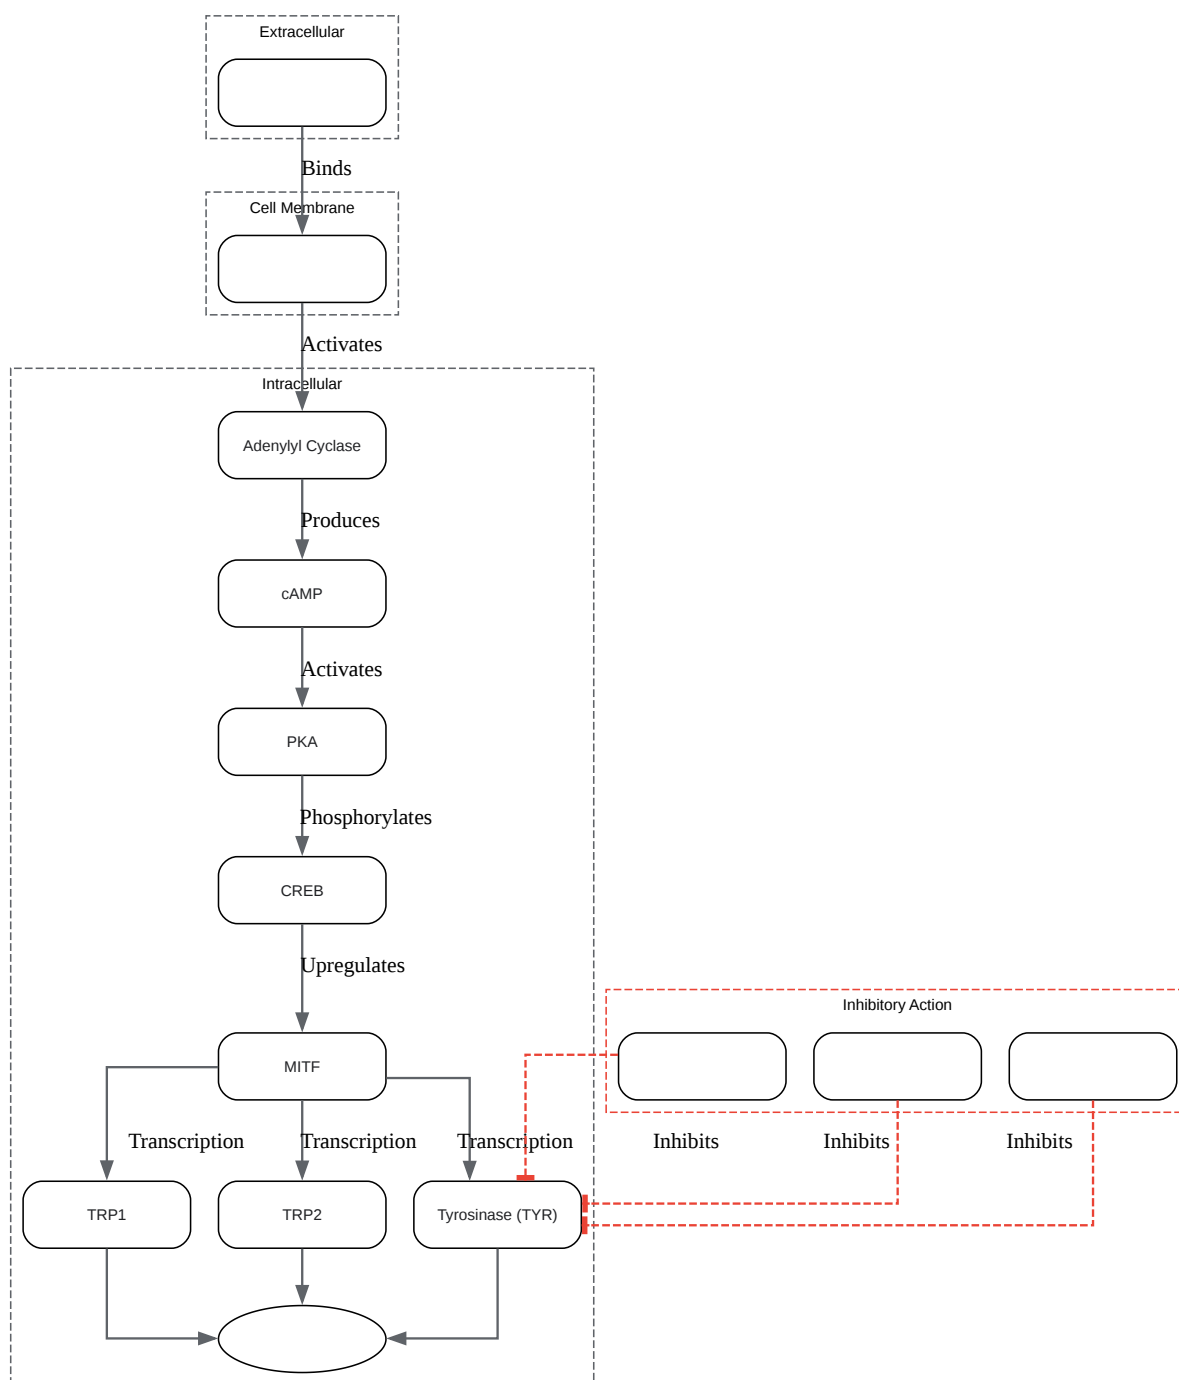 Extracellular
Binds
Cell Membrane
Activates
Intracellular
Adenylyl Cyclase
Produces
cAMP
Activates
PKA
Phosphorylates
CREB
Upregulates
Inhibitory Action
MITF
Transcription Transcription Transcription Inhibits Inhibits Inhibits
TRP1 TRP2 Tyrosinase (TYR)